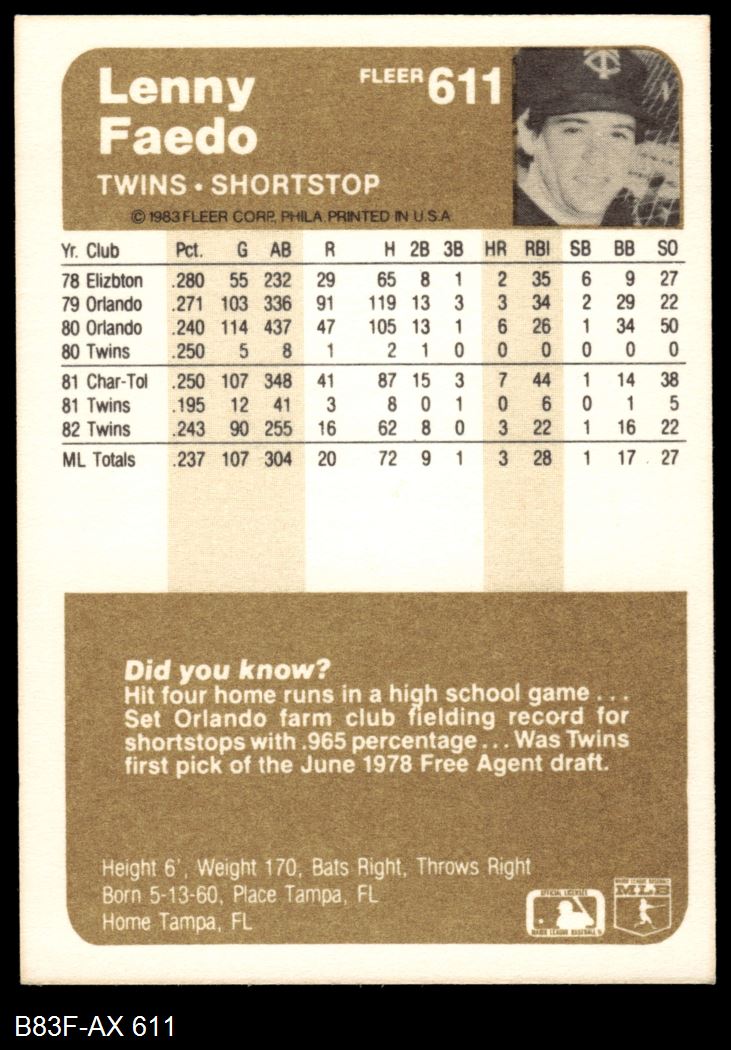 Lenny
Faedo
FLEER 611
TWINS • SHORTSTOP
© 1983 FLEER CORP, PHILA. PRINTED IN U.S.A.
Yr. Club Pct. G AB R H 2B 3B HR RBI SB BB SO
78 Elizbton .280 55 232 29 65 8 1 2 35 6 9 27
79 Orlando .271 103 336 91 119 13 3 3 34 2 29 22
80 Orlando .240 114 437 47 105 13 1 6 26 1 34 50
80 Twins .250 5 8 1 2 1 0 0 0 0 0 0
81 Char-Tol .250 107 348 41 87 15 3 7 44 1 14 38
81 Twins .195 12 41 3 8 0 1 0 6 0 1 5
82 Twins .243 90 255 16 62 8 0 3 22 1 16 22
ML Totals .237 107 304 20 72 9 1 3 28 1 17 27
Did you know?
Hit four home runs in a high school game...
Set Orlando farm club fielding record for
shortstops with .965 percentage... Was Twins
first pick of the June 1978 Free Agent draft.
Height 6', Weight 170, Bats Right, Throws Right
Born 5-13-60, Place Tampa, FL
Home Tampa, FL
OFFICIAL LICENSEE
MAJOR LEAGUE BASEBALL
MAJOR LEAGUE BASEBALL
MLB
B83F-AX 611